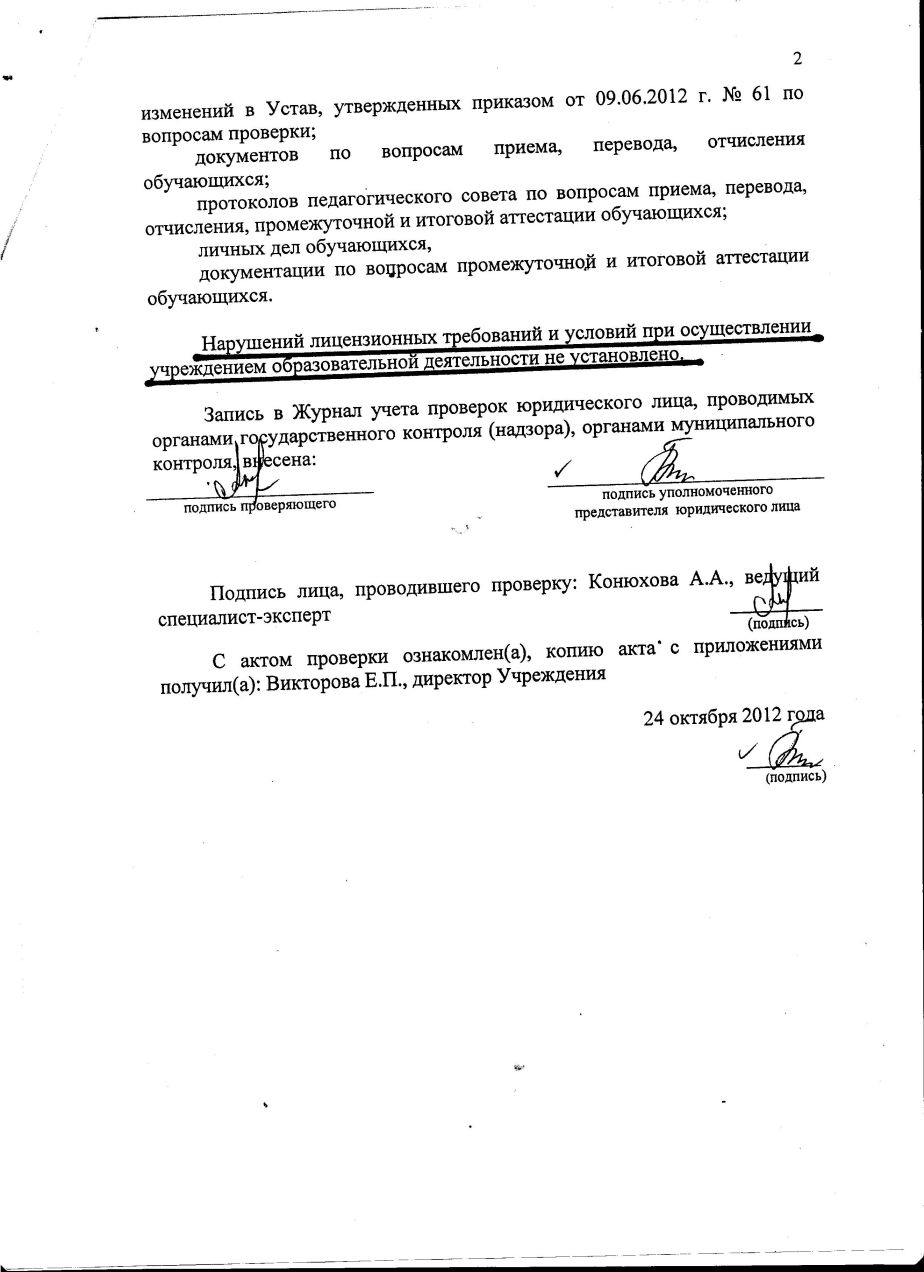 2
изменений в Устав, утвержденных приказом от 09.06.2012 г. № 61 по
вопросам проверки;
документов по вопросам приема, перевода, отчисления
обучающихся;
протоколов педагогического совета по вопросам приема, перевода,
отчисления, промежуточной и итоговой аттестации обучающихся;
личных дел обучающихся,
документации по вопросам промежуточной и итоговой аттестации
обучающихся.
Нарушений лицензионных требований и условий при осуществлении
учреждением образовательной деятельности не установлено.
Запись в Журнал учета проверок юридического лица, проводимых
органами государственного контроля (надзора), органами муниципального
контроля, внесена:
подпись проверяющего
подпись уполномоченного
представителя юридического лица
Подпись лица, проводившего проверку: Конюхова А.А., ведущий
специалист-эксперт
(подпись)
С актом проверки ознакомлен(а), копию акта с приложениями
получил(а): Викторова Е.П., директор Учреждения
24 октября 2012 года
(подпись)